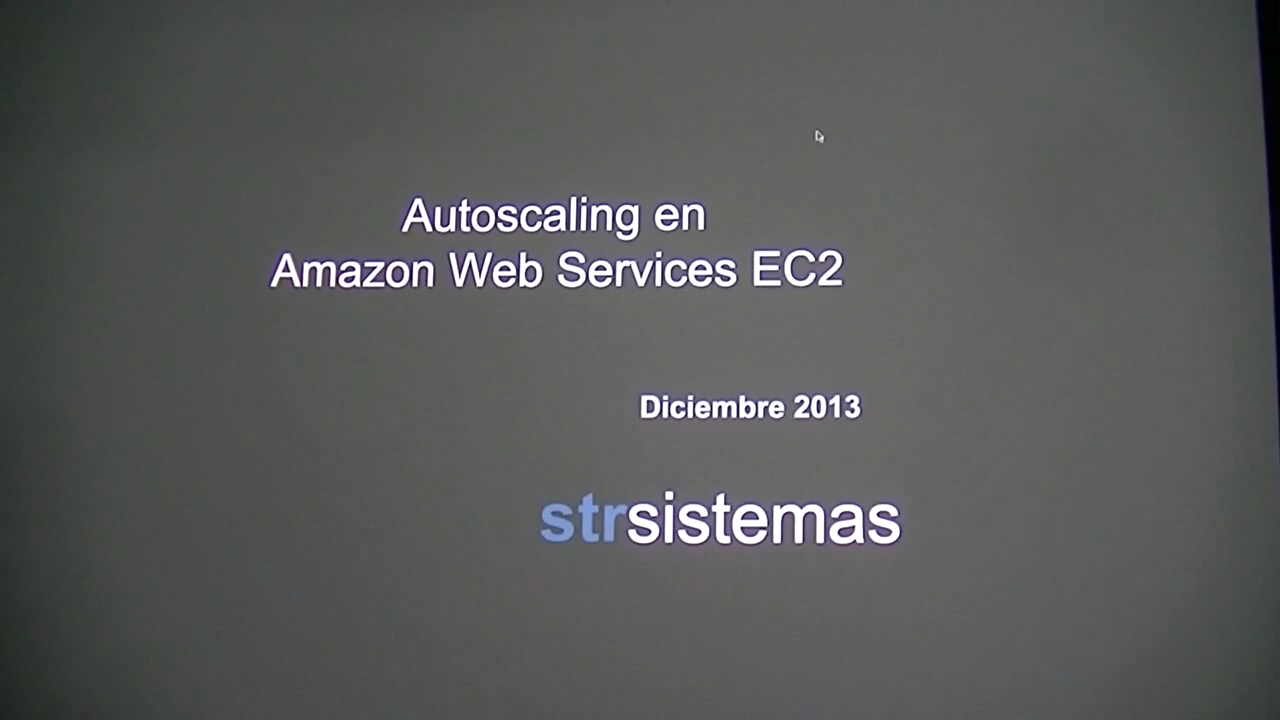 Autoscaling en
Amazon Web Services EC2
Diciembre 2013
strsistemas